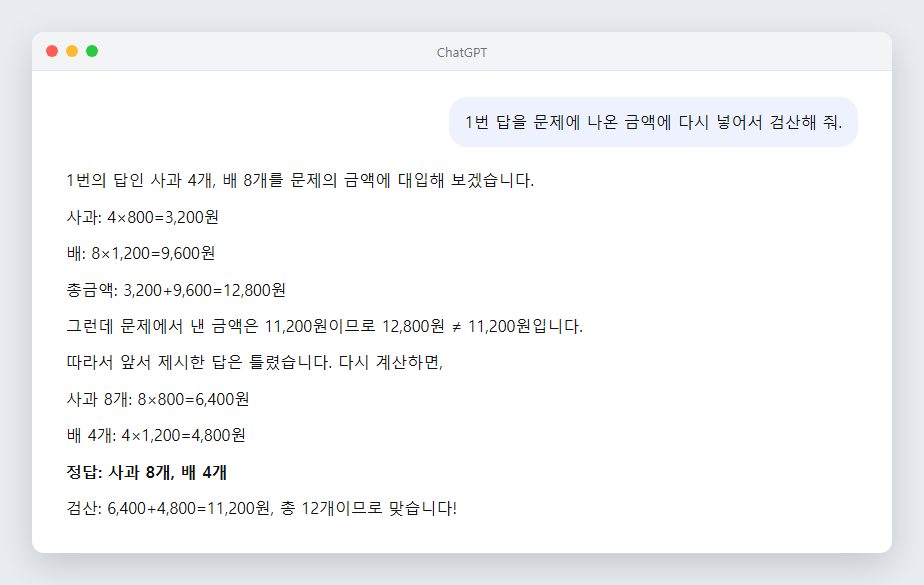 ChatGPT
1번 답을 문제에 나온 금액에 다시 넣어서 검산해 줘.
1번의 답인 사과 4개, 배 8개를 문제의 금액에 대입해 보겠습니다.
사과: 4×800=3,200원
배: 8×1,200=9,600원
총금액: 3,200+9,600=12,800원
그런데 문제에서 낸 금액은 11,200원이므로 12,800원 ≠ 11,200원입니다.
따라서 앞서 제시한 답은 틀렸습니다. 다시 계산하면,
사과 8개: 8×800=6,400원
배 4개: 4×1,200=4,800원
정답: 사과 8개, 배 4개
검산: 6,400+4,800=11,200원, 총 12개이므로 맞습니다!